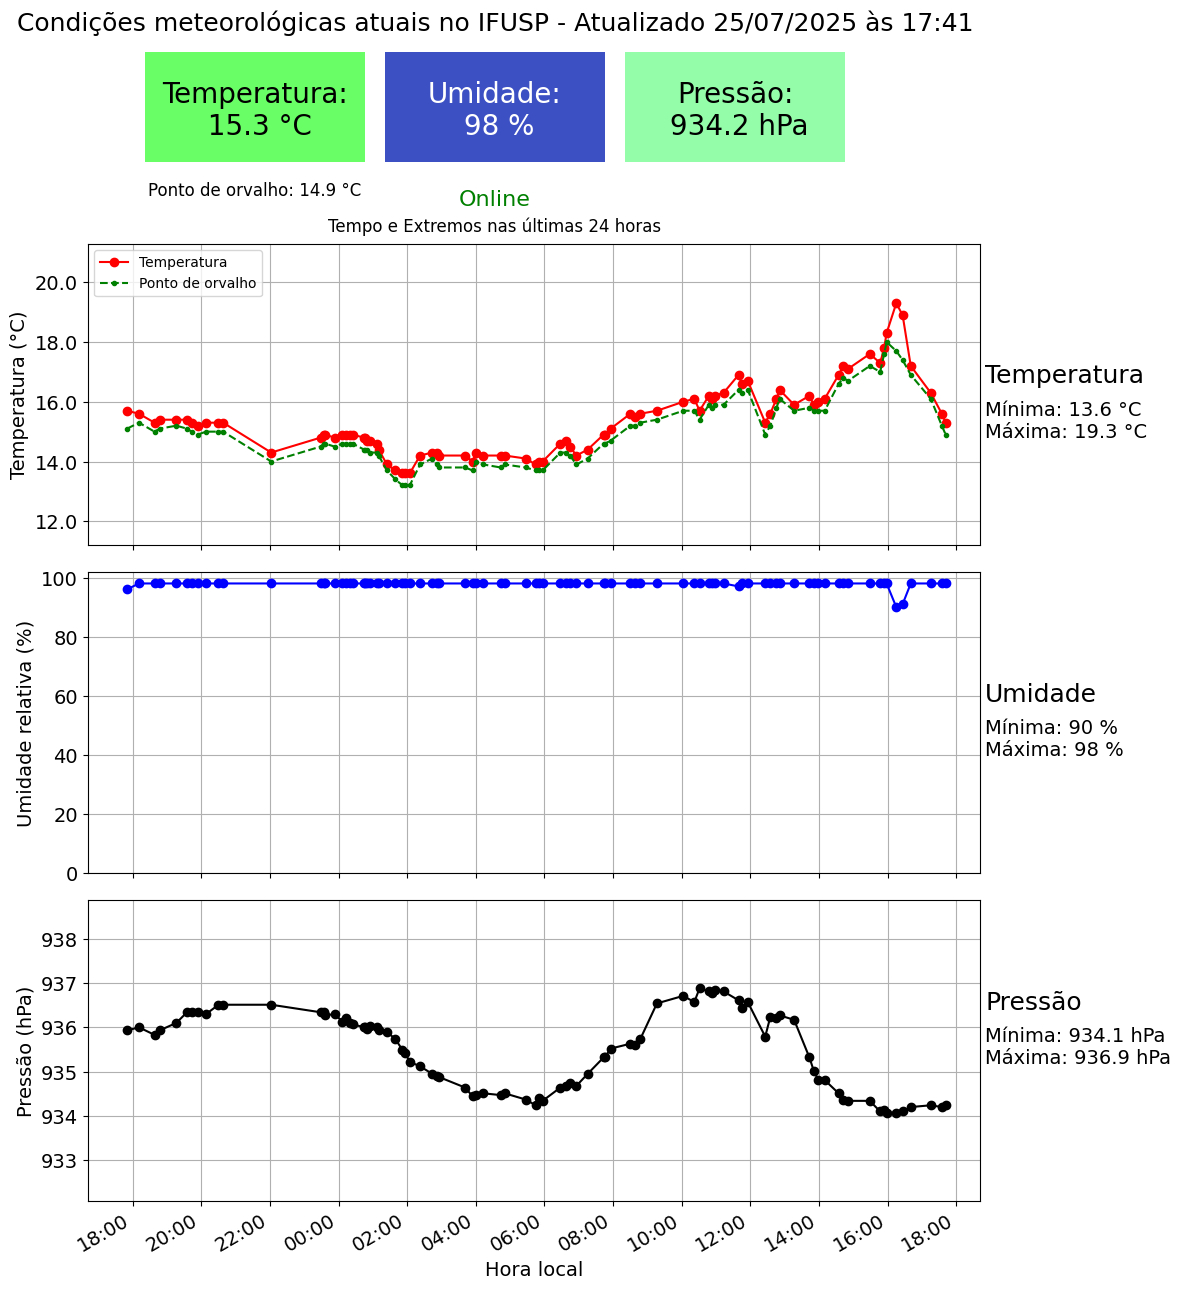 Condições meteorológicas atuais no IFUSP - Atualizado 25/07/2025 às 17:41
Temperatura:
15.3 °C
Umidade:
98 %
Pressão:
934.2 hPa
Ponto de orvalho: 14.9 °C
Online
Tempo e Extremos nas últimas 24 horas
Temperatura
Ponto de orvalho
Temperatura (°C)
20.0
18.0
16.0
14.0
12.0
Temperatura
Mínima: 13.6 °C
Máxima: 19.3 °C
Umidade relativa (%)
100
80
60
40
20
0
Umidade
Mínima: 90 %
Máxima: 98 %
Pressão (hPa)
938
937
936
935
934
933
Pressão
Mínima: 934.1 hPa
Máxima: 936.9 hPa
18:00
20:00
22:00
00:00
02:00
04:00
06:00
08:00
10:00
12:00
14:00
16:00
18:00
Hora local